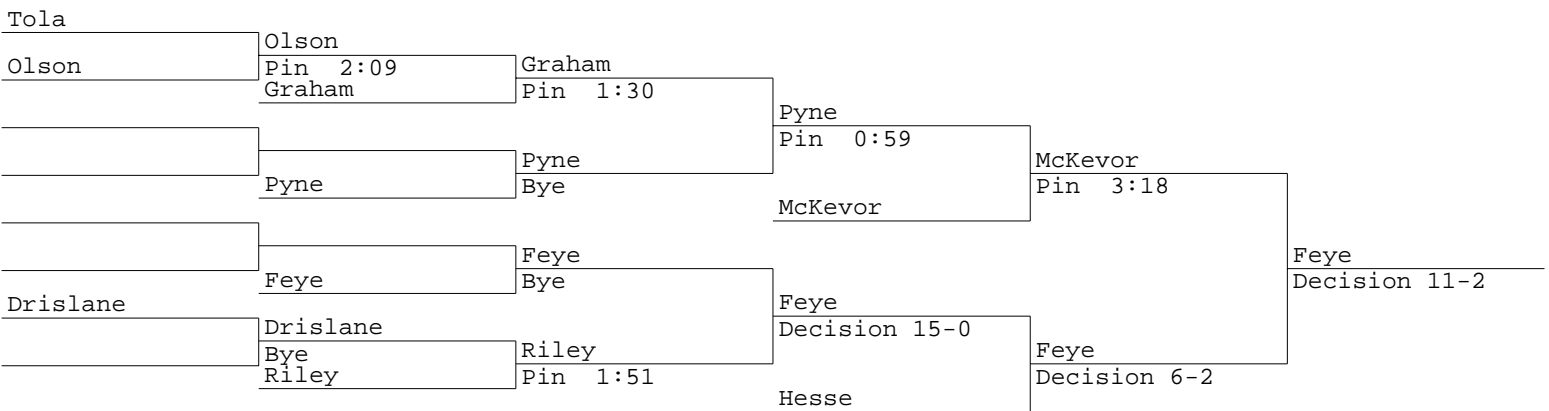 Tola
Olson
Olson
Pin 2:09
Graham
Graham
Pin 1:30
Pyne
Pin 0:59
Pyne
Pyne
Bye
McKevor
McKevor
Pin 3:18
Feye
Feye
Bye
Feye
Decision 11-2
Drislane
Drislane
Bye
Riley
Riley
Pin 1:51
Feye
Decision 15-0
Feye
Decision 6-2
Hesse